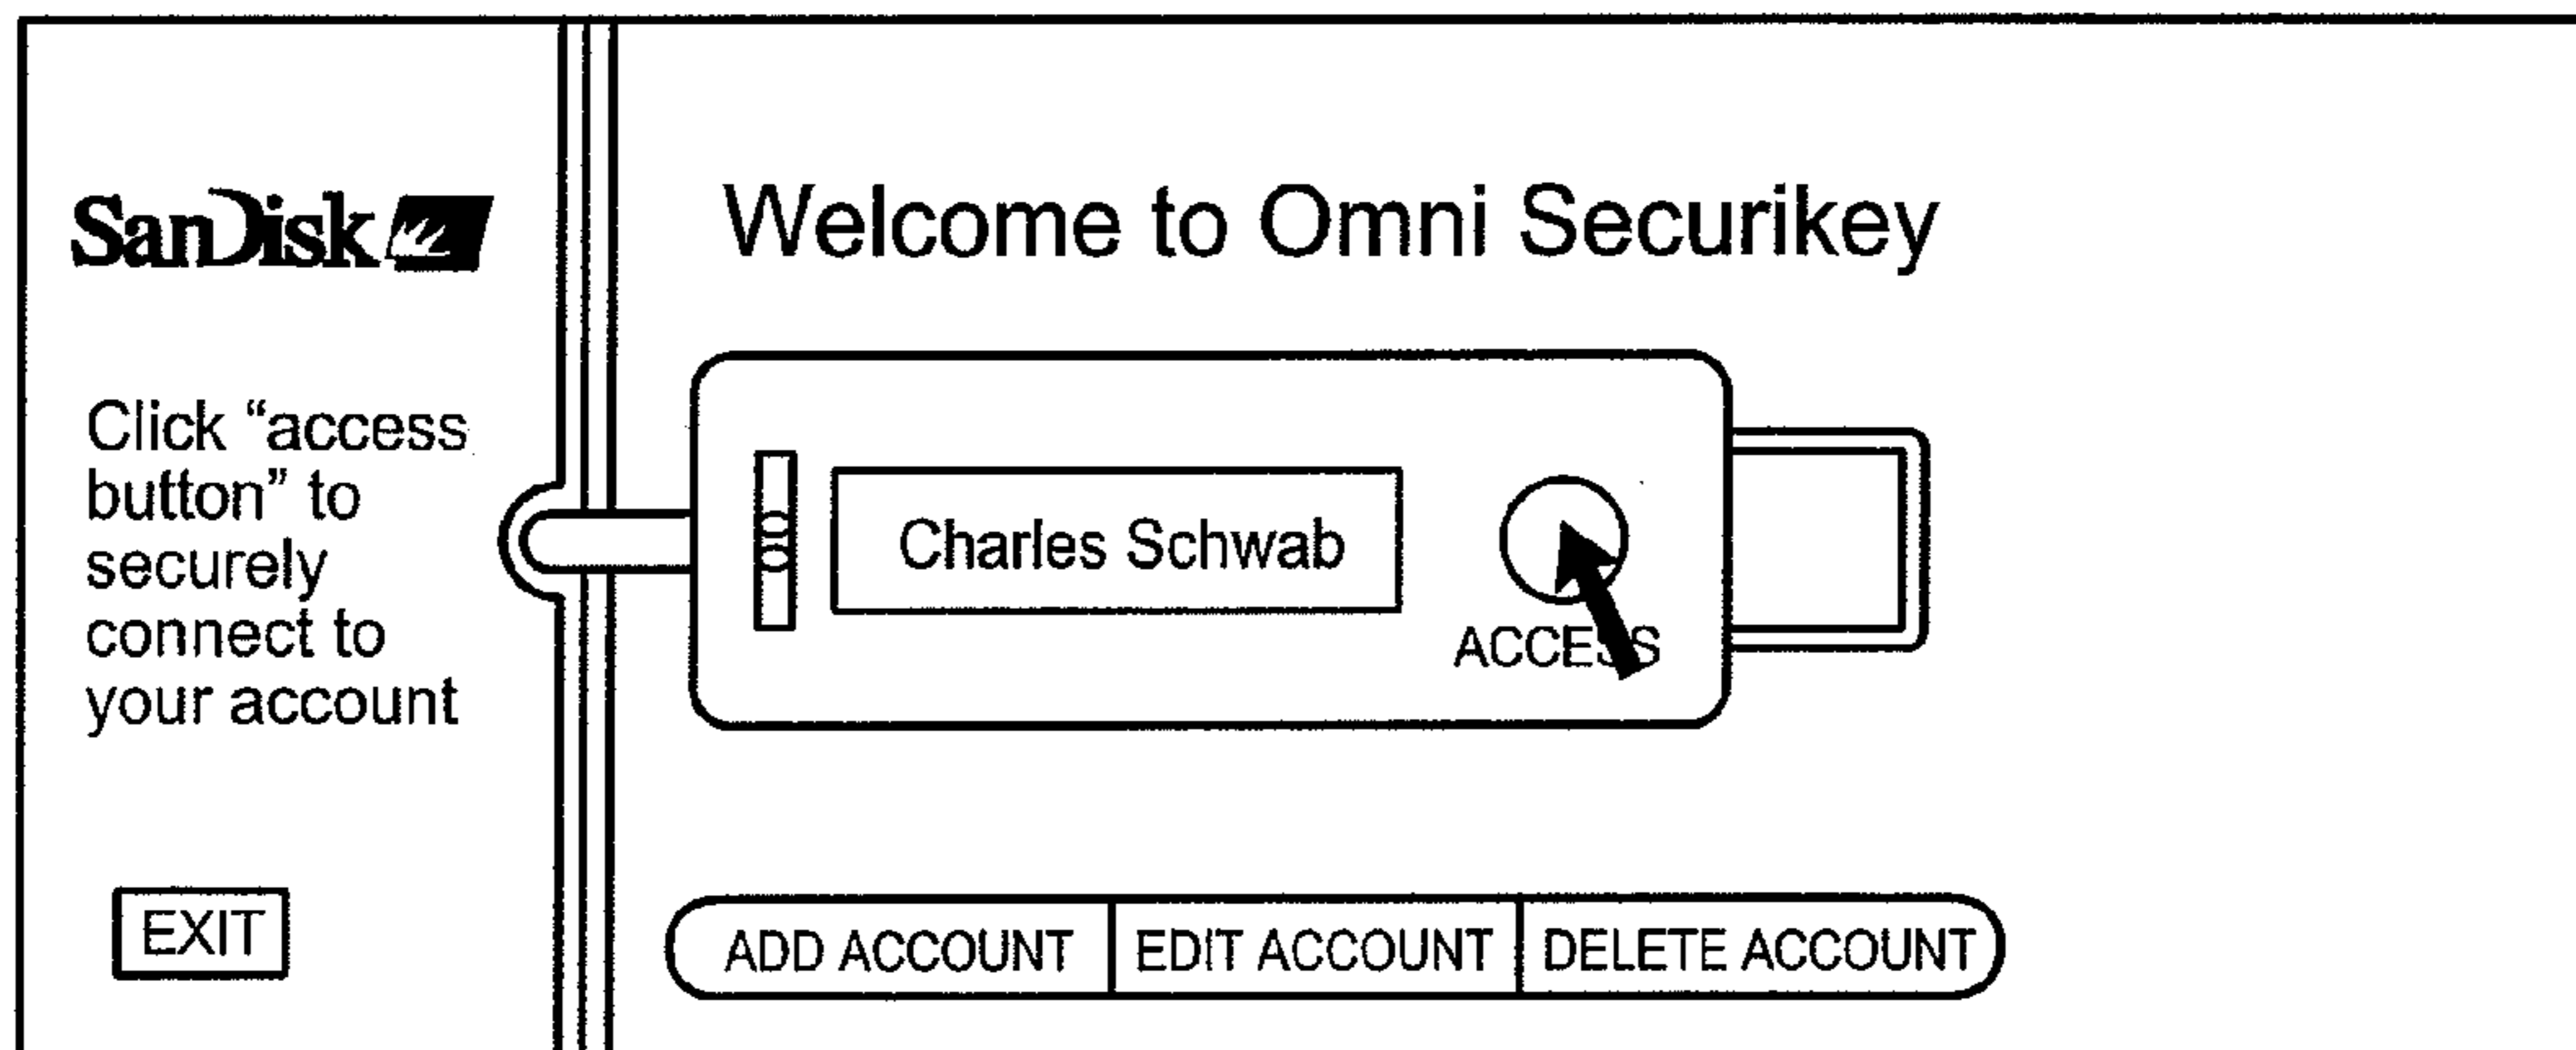 SanDisk
Click “access
button” to
securely
connect to
your account
EXIT
Welcome to Omni Securikey
Charles Schwab
ACCESS
ADD ACCOUNT
EDIT ACCOUNT
DELETE ACCOUNT